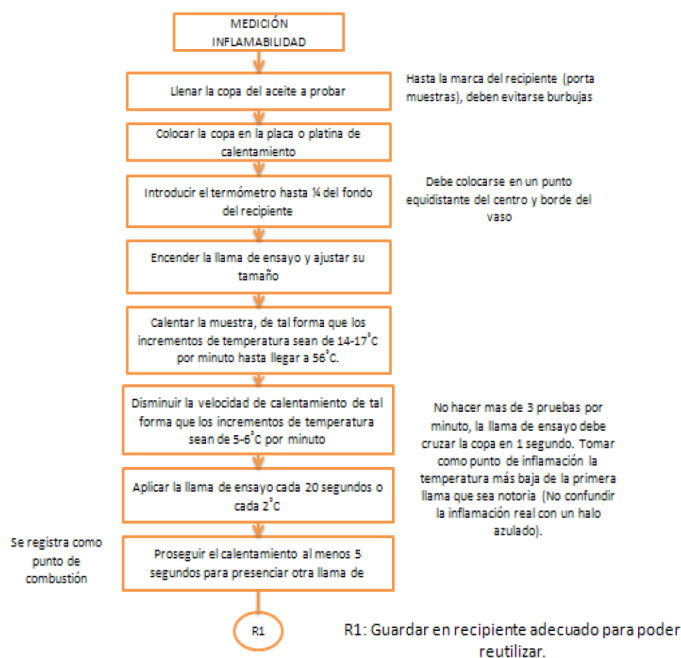 MEDICIÓN
INFLAMABILIDAD
Llenar la copa del aceite a probar
Hasta la marca del recipiente (porta
muestras), deben evitarse burbujas
Colocar la copa en la placa o platina de
calentamiento
Introducir el termómetro hasta ¼ del fondo
del recipiente
Debe colocarse en un punto
equidistante del centro y borde del
vaso
Encender la llama de ensayo y ajustar su
tamaño
Calentar la muestra, de tal forma que los
incrementos de temperatura sean de 14-17°C
por minuto hasta llegar a 56°C.
Disminuir la velocidad de calentamiento de tal
forma que los incrementos de temperatura
sean de 5-6°C por minuto
No hacer mas de 3 pruebas por
minuto, la llama de ensayo debe
cruzar la copa en 1 segundo. Tomar
como punto de inflamación la
temperatura más baja de la primera
llama que sea notoria (No confundir
la inflamación real con un halo
azulado).
Aplicar la llama de ensayo cada 20 segundos o
cada 2°C
Se registra como
punto de
combustión
Proseguir el calentamiento al menos 5
segundos para presenciar otra llama de
R1
R1: Guardar en recipiente adecuado para poder
reutilizar.